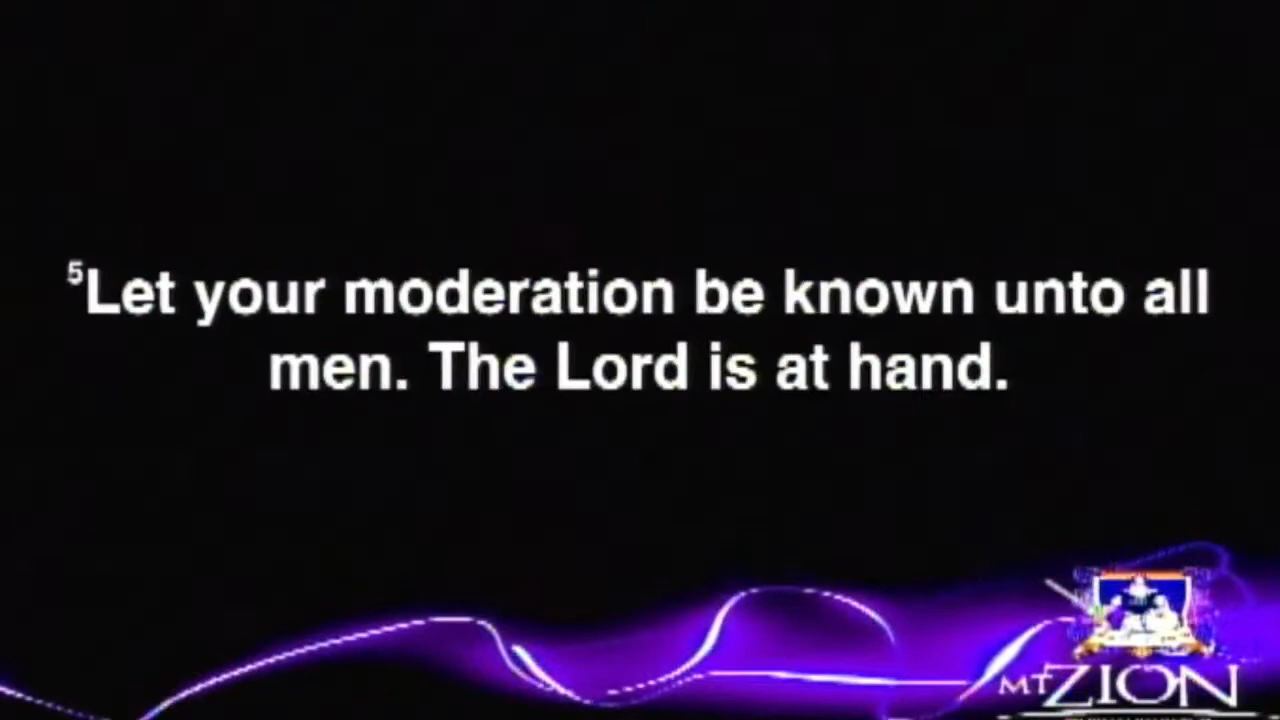 ⁵Let your moderation be known unto all
men. The Lord is at hand.
MT ZION